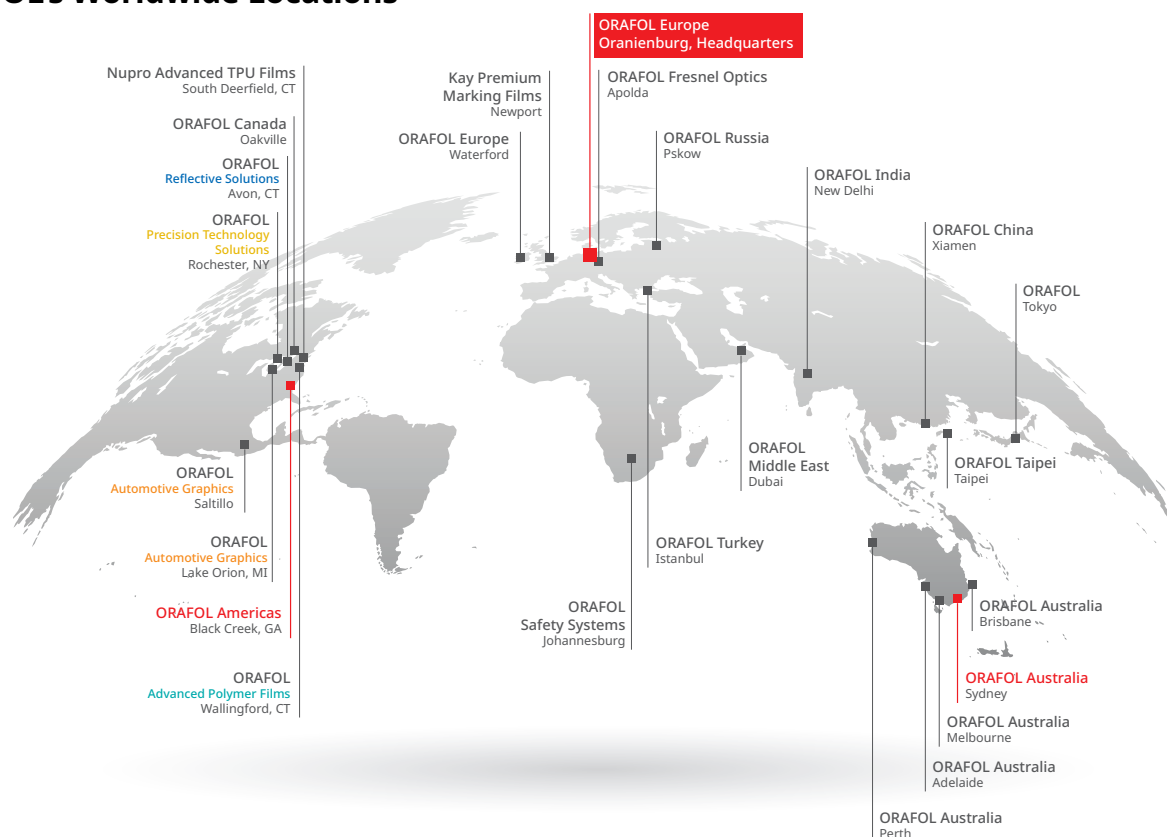 OL's Worldwide Locations
ORAFOL Europe
Oranienburg, Headquarters
Nupro Advanced TPU Films
South Deerfield, CT
Kay Premium
Marking Films
Newport
ORAFOL Fresnel Optics
Apolda
ORAFOL Canada
Oakville
ORAFOL Europe
Waterford
ORAFOL Russia
Pskow
ORAFOL
Reflective Solutions
Avon, CT
ORAFOL India
New Delhi
ORAFOL
Precision Technology
Solutions
Rochester, NY
ORAFOL China
Xiamen
ORAFOL
Tokyo
ORAFOL
Automotive Graphics
Saltillo
ORAFOL
Middle East
Dubai
ORAFOL Taipei
Taipei
ORAFOL
Automotive Graphics
Lake Orion, MI
ORAFOL Turkey
Istanbul
ORAFOL Americas
Black Creek, GA
ORAFOL
Safety Systems
Johannesburg
ORAFOL Australia
Brisbane
ORAFOL
Advanced Polymer Films
Wallingford, CT
ORAFOL Australia
Sydney
ORAFOL Australia
Melbourne
ORAFOL Australia
Adelaide
ORAFOL Australia
Perth